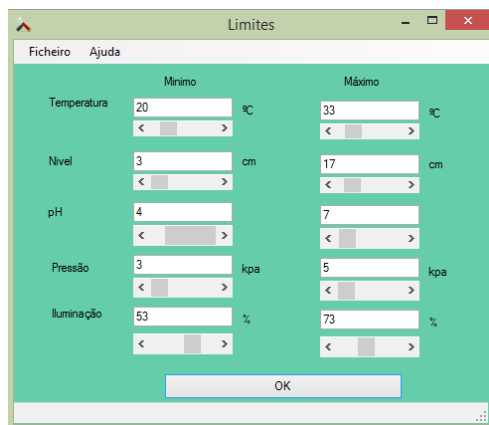 Limites
Ficheiro Ajuda
Minimo Máximo
Temperatura 20 ºC 33 ºC
Nivel 3 cm 17 cm
pH 4 7
Pressão 3 kpa 5 kpa
Iluminação 53 % 73 %
OK